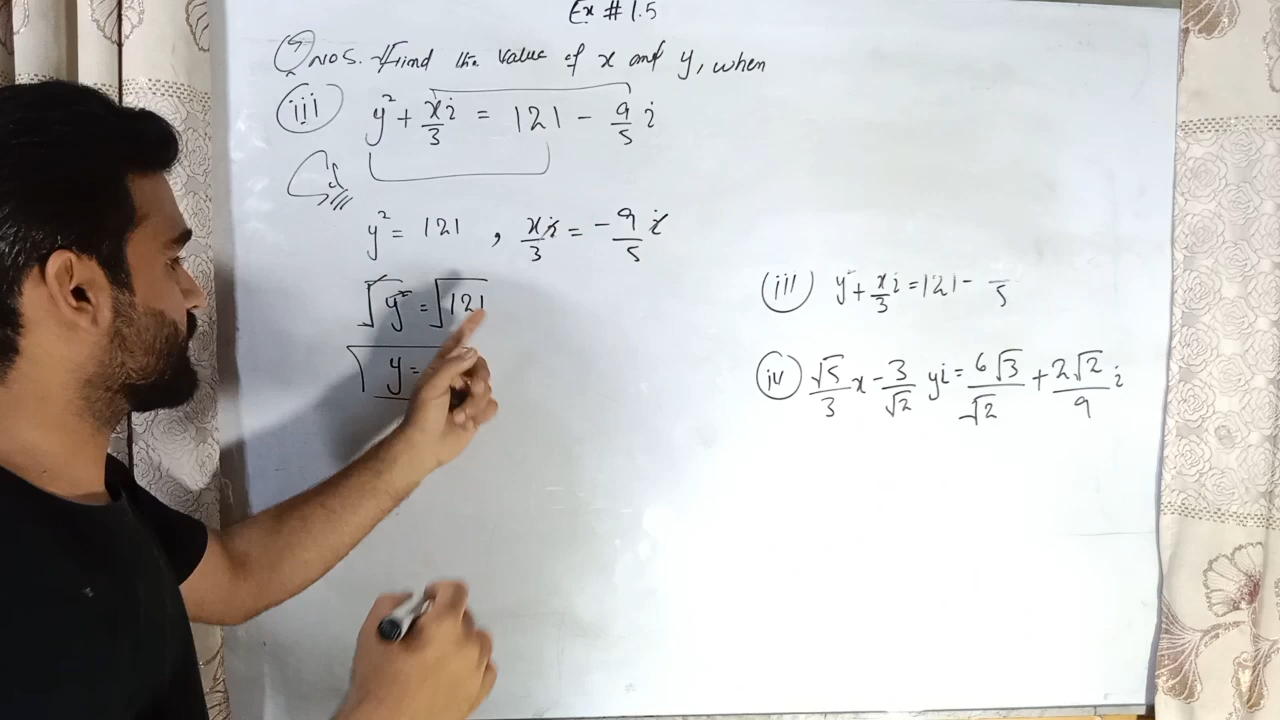 Ex # 1.5
Q NO5. Find the value of x and y, when
(iii) y² + x/3 i = 121 - 9/5 i
Sol
y² = 121 , x/3 i = - 9/5 i
√y² = √121
y =
(iii) y² + x/3 i = 121 - /5
(iv) √5/3 x - 3/√2 yi = 6√3/√2 + 2√2/9 i